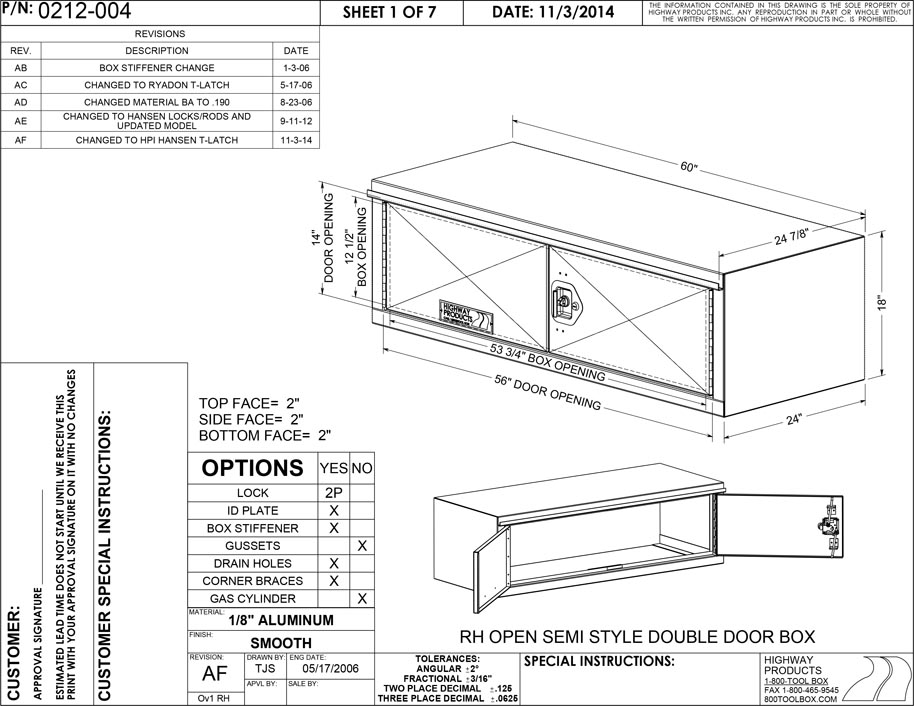 P/N: 0212-004
SHEET 1 OF 7
DATE: 11/3/2014
THE INFORMATION CONTAINED IN THIS DRAWING IS THE SOLE PROPERTY OF
HIGHWAY PRODUCTS INC. ANY REPRODUCTION IN PART OR WHOLE WITHOUT
THE WRITTEN PERMISSION OF HIGHWAY PRODUCTS INC. IS PROHIBITED.
REVISIONS
REV. DESCRIPTION DATE
AB BOX STIFFENER CHANGE 1-3-06
AC CHANGED TO RYADON T-LATCH 5-17-06
AD CHANGED MATERIAL BA TO .190 8-23-06
AE CHANGED TO HANSEN LOCKS/RODS AND
UPDATED MODEL 9-11-12
AF CHANGED TO HPI HANSEN T-LATCH 11-3-14
60"
24 7/8"
14"
DOOR OPENING
12 1/2"
BOX OPENING
18"
HIGHWAY
PRODUCTS
53 3/4" BOX OPENING
56" DOOR OPENING
24"
TOP FACE= 2"
SIDE FACE= 2"
BOTTOM FACE= 2"
OPTIONS YES NO
LOCK 2P
ID PLATE X
BOX STIFFENER X
GUSSETS X
DRAIN HOLES X
CORNER BRACES X
GAS CYLINDER X
MATERIAL:
1/8" ALUMINUM
FINISH:
SMOOTH
REVISION:
AF
Ov1 RH
DRAWN BY:
TJS
ENG DATE:
05/17/2006
APVL BY:
SALE BY:
CUSTOMER:
APPROVAL SIGNATURE
ESTIMATED LEAD TIME DOES NOT START UNTIL WE RECEIVE THIS
PRINT WITH YOUR APPROVAL SIGNATURE ON IT WITH NO CHANGES
CUSTOMER SPECIAL INSTRUCTIONS:
RH OPEN SEMI STYLE DOUBLE DOOR BOX
TOLERANCES:
ANGULAR ±2°
FRACTIONAL ±3/16"
TWO PLACE DECIMAL ±.125
THREE PLACE DECIMAL ±.0625
SPECIAL INSTRUCTIONS:
HIGHWAY
PRODUCTS
1-800-TOOL BOX
FAX 1-800-465-9545
800TOOLBOX.COM